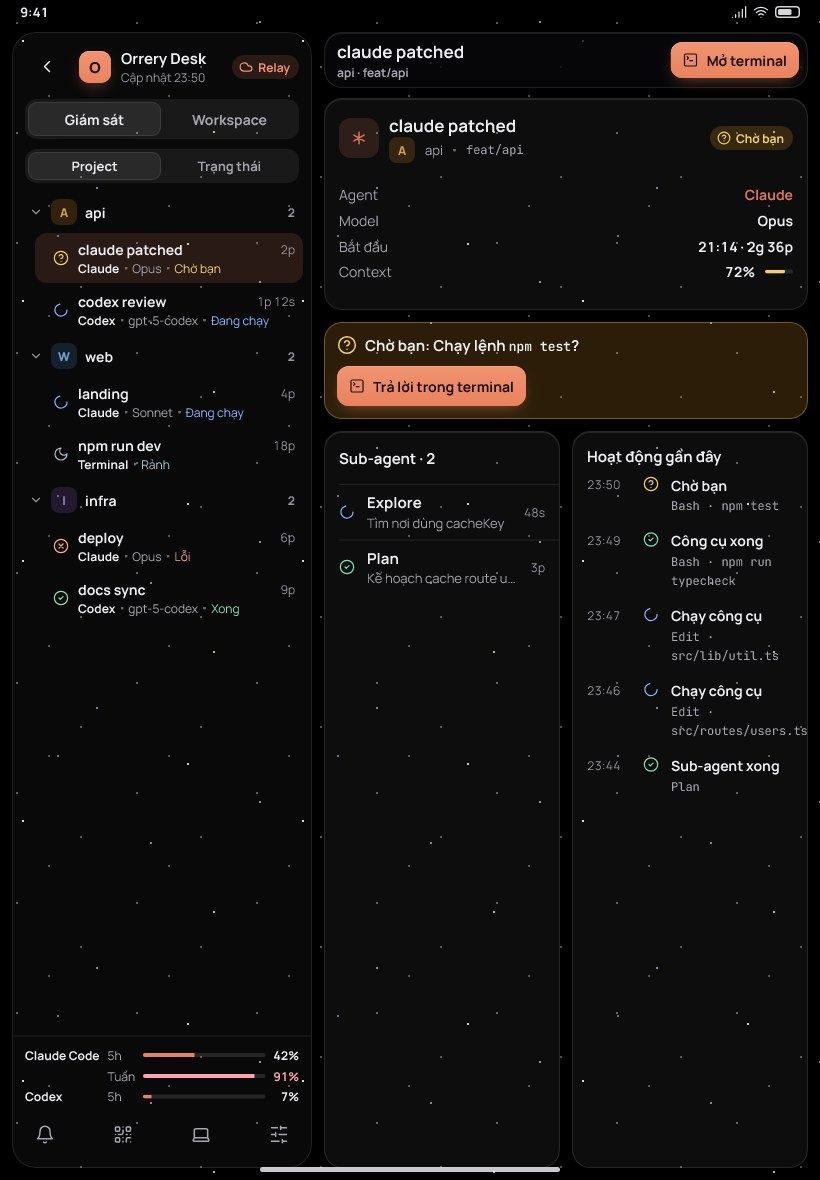 9:41
O
Orrery Desk
Cập nhật 23:50
Relay
Giám sát
Workspace
Project
Trạng thái
A
api
2
claude patched
2p
Claude • Opus • Chờ bạn
codex review
1p 12s
Codex • gpt-5-codex • Đang chạy
W
web
2
landing
4p
Claude • Sonnet • Đang chạy
npm run dev
18p
Terminal • Rảnh
I
infra
2
deploy
6p
Claude • Opus • Lỗi
docs sync
9p
Codex • gpt-5-codex • Xong
Claude Code 5h 42%
Tuần 91%
Codex 5h 7%
claude patched
api · feat/api
Mở terminal
claude patched
A api • feat/api
Chờ bạn
Agent Claude
Model Opus
Bắt đầu 21:14 · 2g 36p
Context 72%
Chờ bạn: Chạy lệnh npm test?
Trả lời trong terminal
Sub-agent · 2
Explore
Tìm nơi dùng cacheKey
48s
Plan
Kế hoạch cache route u...
3p
Hoạt động gần đây
23:50 Chờ bạn
Bash · npm test
23:49 Công cụ xong
Bash · npm run
typecheck
23:47 Chạy công cụ
Edit ·
src/lib/util.ts
23:46 Chạy công cụ
Edit ·
src/routes/users.ts
23:44 Sub-agent xong
Plan